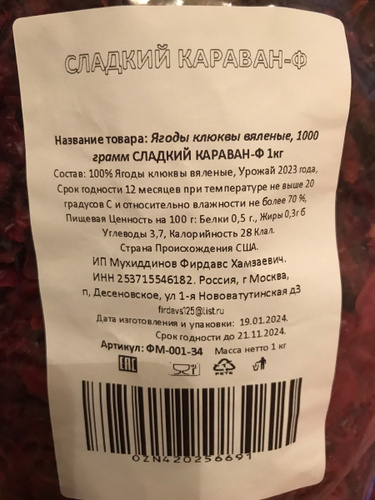 СЛАДКИЙ КАРАВАН-Ф
Название товара: Ягоды клюквы вяленые, 1000
грамм СЛАДКИЙ КАРАВАН-Ф 1кг
Состав: 100% Ягоды клюквы вяленые, Урожай 2023 года,
Срок годности 12 месяцев при температуре не выше 20
градусов С и относительно влажности не более 70 %,
Пищевая Ценность на 100 г: Белки 0,5 г., Жиры 0,3г б
Углеводы 3,7, Калорийность 28 Клал.
Страна Происхождения США.
ИП Мухиддинов Фирдавс Хамзаевич.
ИНН 253715546182. Россия, г Москва,
п, Десеновское, ул 1-я Нововатутинская д3
firdavs125@list.ru
Дата изготовления и упаковки: 19.01.2024.
Срок годности до 21.11.2024.
Артикул: ФМ-001-34 Масса нетто 1 кг
EAC
PETE
OZN420256691